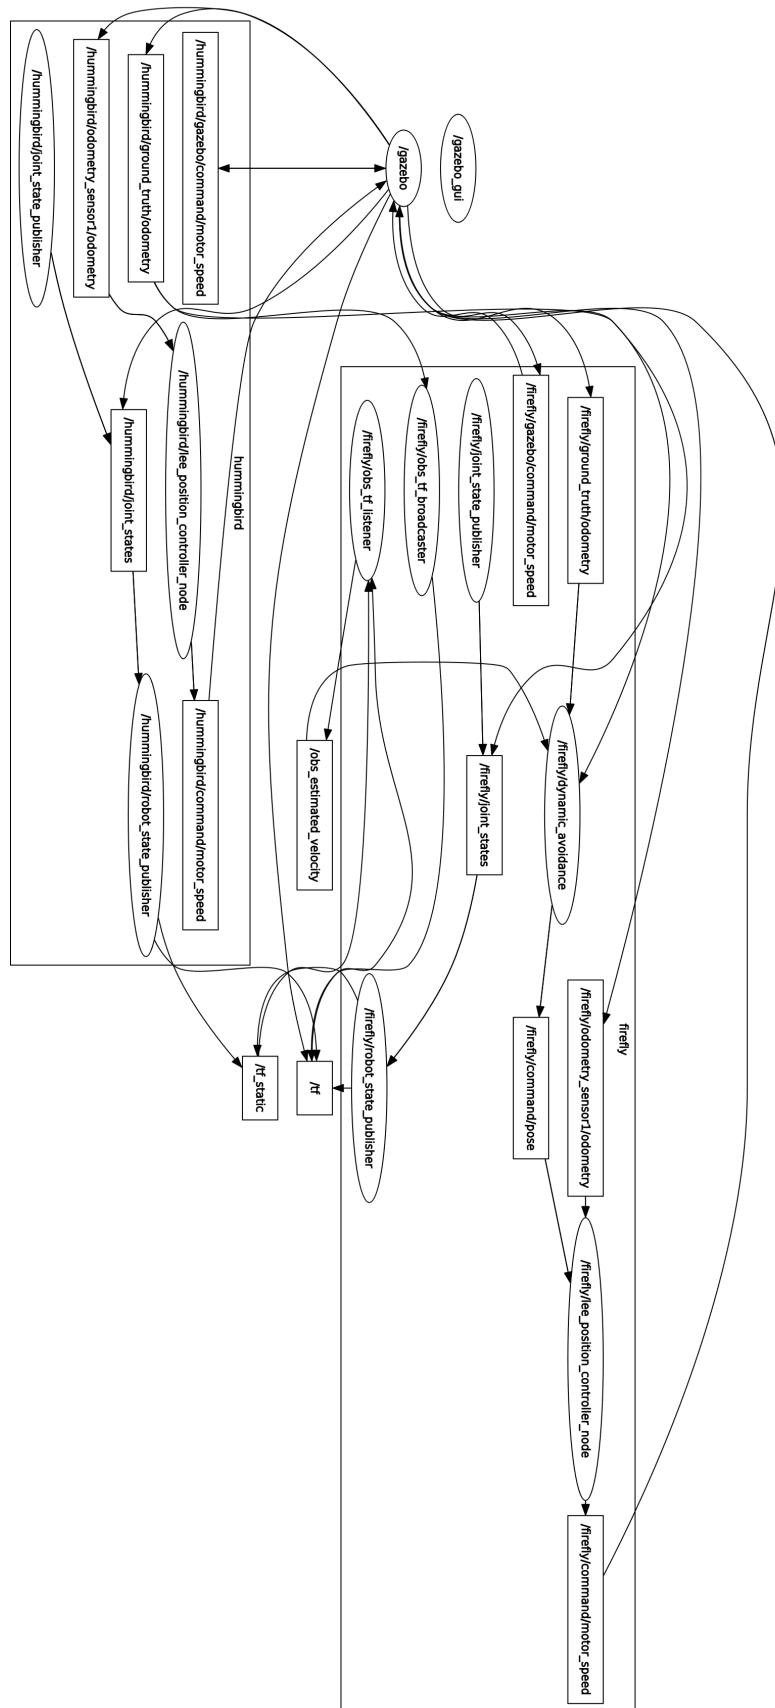 /gazebo_gui
/gazebo
hummingbird
/hummingbird/gazebo/command/motor_speed
/hummingbird/ground_truth/odometry
/hummingbird/odometry_sensor1/odometry
/hummingbird/joint_state_publisher
/hummingbird/lee_position_controller_node
/hummingbird/joint_states
/hummingbird/command/motor_speed
/hummingbird/robot_state_publisher
firefly
/firefly/ground_truth/odometry
/firefly/gazebo/command/motor_speed
/firefly/joint_state_publisher
/firefly/obs_tf_broadcaster
/firefly/obs_tf_listener
/firefly/dynamic_avoidance
/firefly/joint_states
/obs_estimated_velocity
/firefly/odometry_sensor1/odometry
/firefly/command/pose
/firefly/robot_state_publisher
/tf
/tf_static
/firefly/lee_position_controller_node
/firefly/command/motor_speed